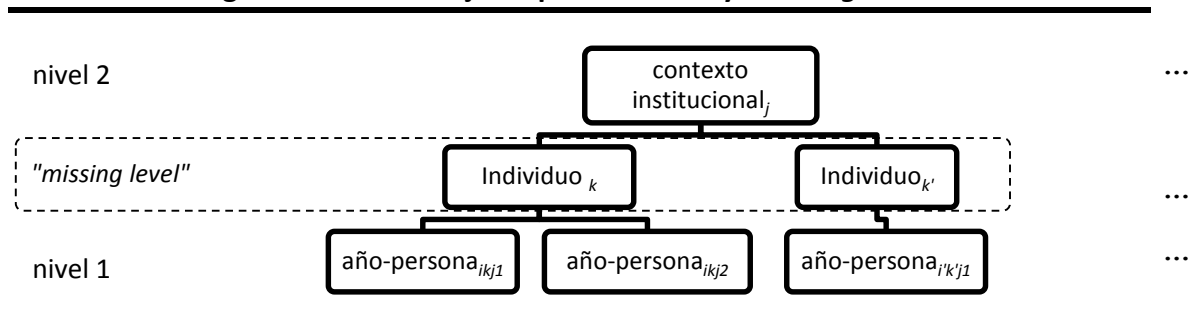 nivel 2
contexto
institucional_j
...
"missing level"
Individuo _k
Individuo_k'
...
nivel 1
año-persona_ikj1
año-persona_ikj2
año-persona_i'k'j1
...